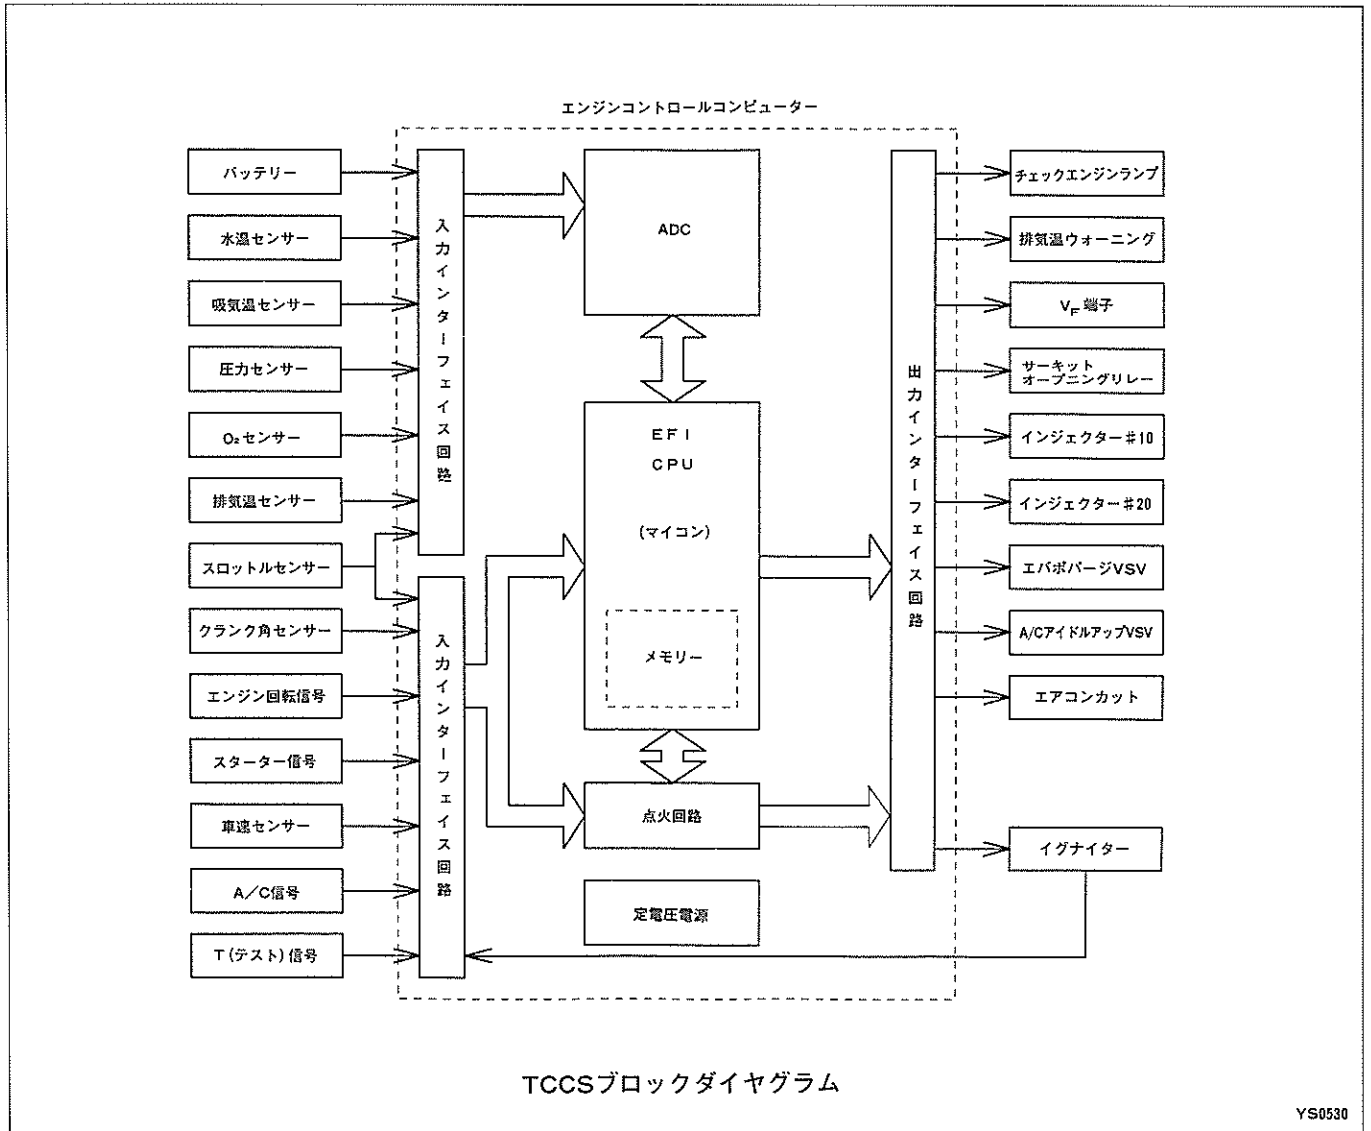 エンジンコントロールコンピューター
バッテリー
水温センサー
吸気温センサー
圧力センサー
O₂センサー
排気温センサー
スロットルセンサー
クランク角センサー
エンジン回転信号
スターター信号
車速センサー
A／C信号
T(テスト)信号
入力インターフェイス回路
入力インターフェイス回路
ADC
EFI
CPU
(マイコン)
メモリー
点火回路
定電圧電源
出力インターフェイス回路
チェックエンジンランプ
排気温ウォーニング
VF端子
サーキット
オープニングリレー
インジェクター♯10
インジェクター♯20
エバポパージVSV
A/CアイドルアップVSV
エアコンカット
イグナイター
TCCSブロックダイヤグラム
YS0530